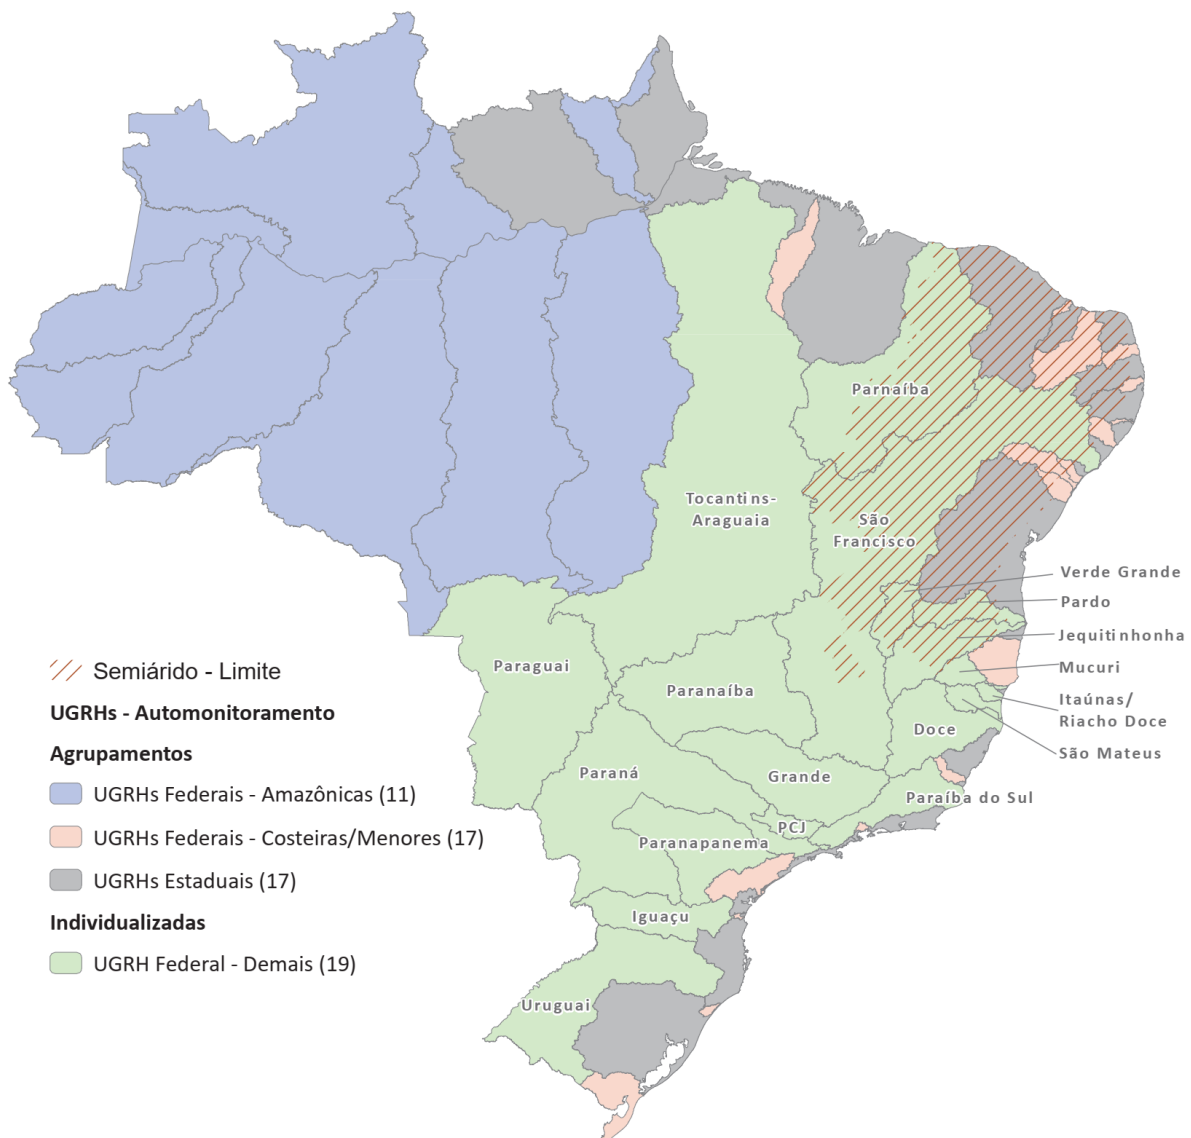 Parnaíba
Tocantins-
Araguaia
São
Francisco
Verde Grande
Pardo
Jequitinhonha
Mucuri
Itaúnas/
Riacho Doce
São Mateus
Paraguai
Paranaíba
Doce
Paraná
Grande
Paraíba do Sul
PCJ
Paranapanema
Iguaçu
Uruguai
Semiárido - Limite
UGRHs - Automonitoramento
Agrupamentos
UGRHs Federais - Amazônicas (11)
UGRHs Federais - Costeiras/Menores (17)
UGRHs Estaduais (17)
Individualizadas
UGRH Federal - Demais (19)